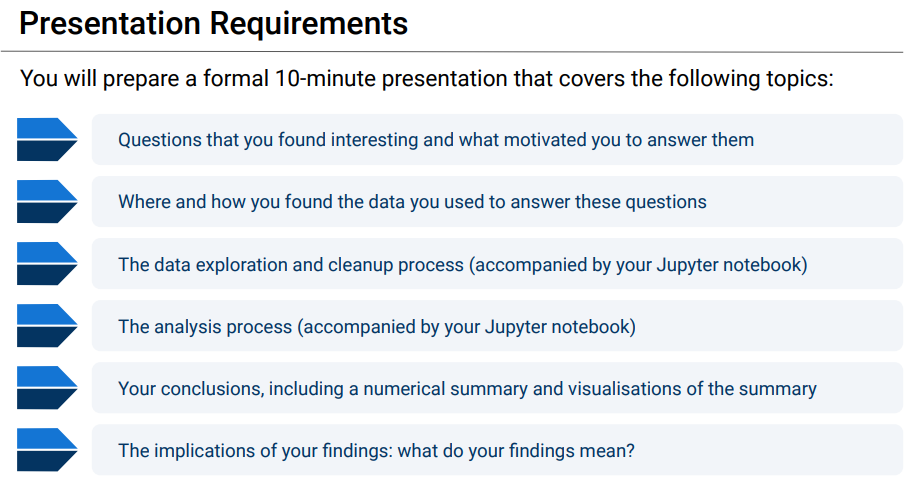 Presentation Requirements
You will prepare a formal 10-minute presentation that covers the following topics:
Questions that you found interesting and what motivated you to answer them
Where and how you found the data you used to answer these questions
The data exploration and cleanup process (accompanied by your Jupyter notebook)
The analysis process (accompanied by your Jupyter notebook)
Your conclusions, including a numerical summary and visualisations of the summary
The implications of your findings: what do your findings mean?